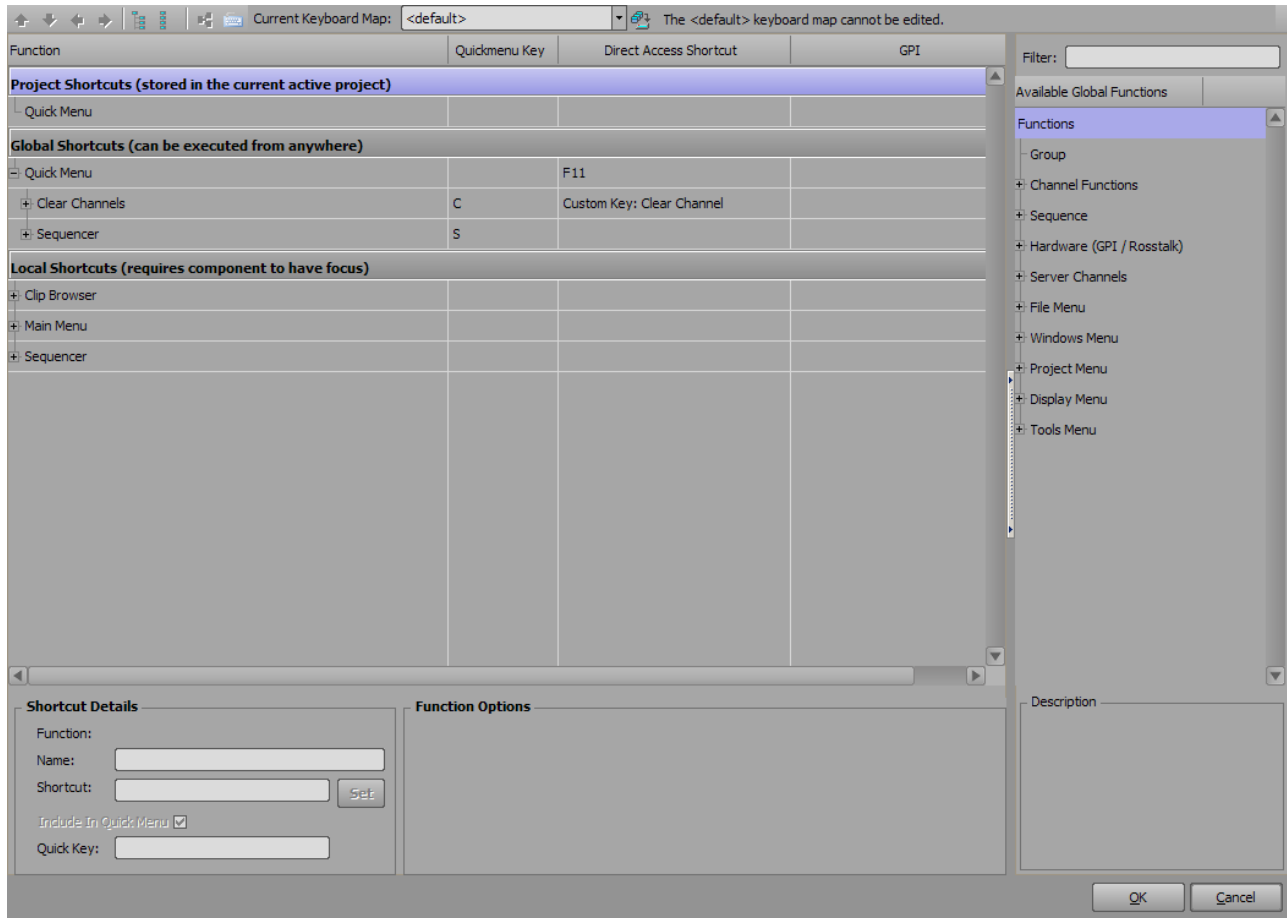 Current Keyboard Map: <default> The <default> keyboard map cannot be edited.
Function Quickmenu Key Direct Access Shortcut GPI
Project Shortcuts (stored in the current active project)
Quick Menu
Global Shortcuts (can be executed from anywhere)
Quick Menu F11
Clear Channels C Custom Key: Clear Channel
Sequencer S
Local Shortcuts (requires component to have focus)
Clip Browser
Main Menu
Sequencer
Filter:
Available Global Functions
Functions
Group
Channel Functions
Sequence
Hardware (GPI / Rosstalk)
Server Channels
File Menu
Windows Menu
Project Menu
Display Menu
Tools Menu
Shortcut Details
Function:
Name:
Shortcut: Set
Include In Quick Menu
Quick Key:
Function Options
Description
OK Cancel